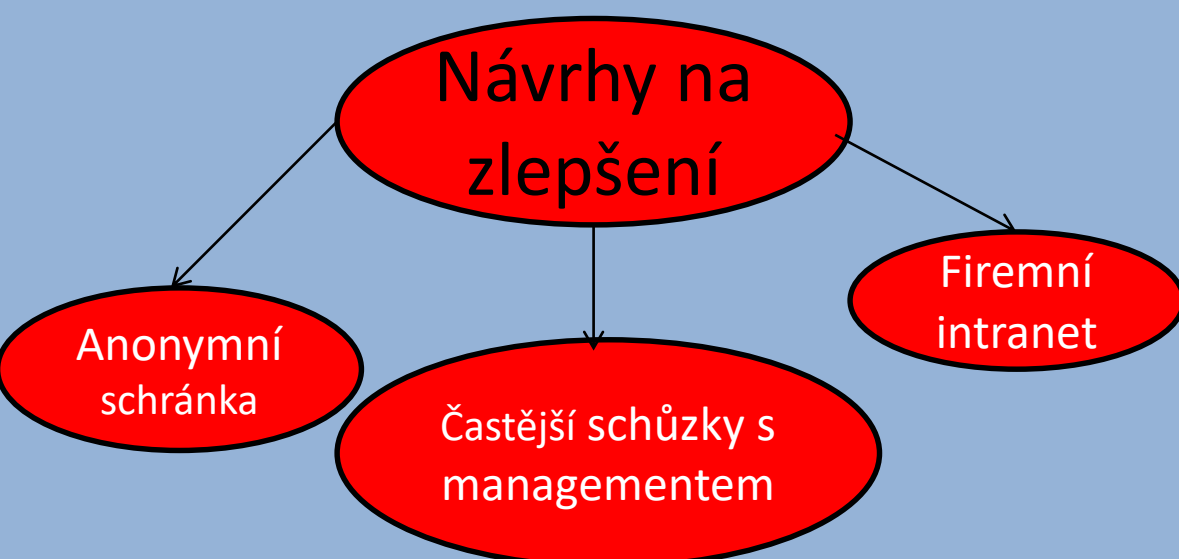 Návrhy na
zlepšení
Anonymní
schránka
Častější schůzky s
managementem
Firemní
intranet